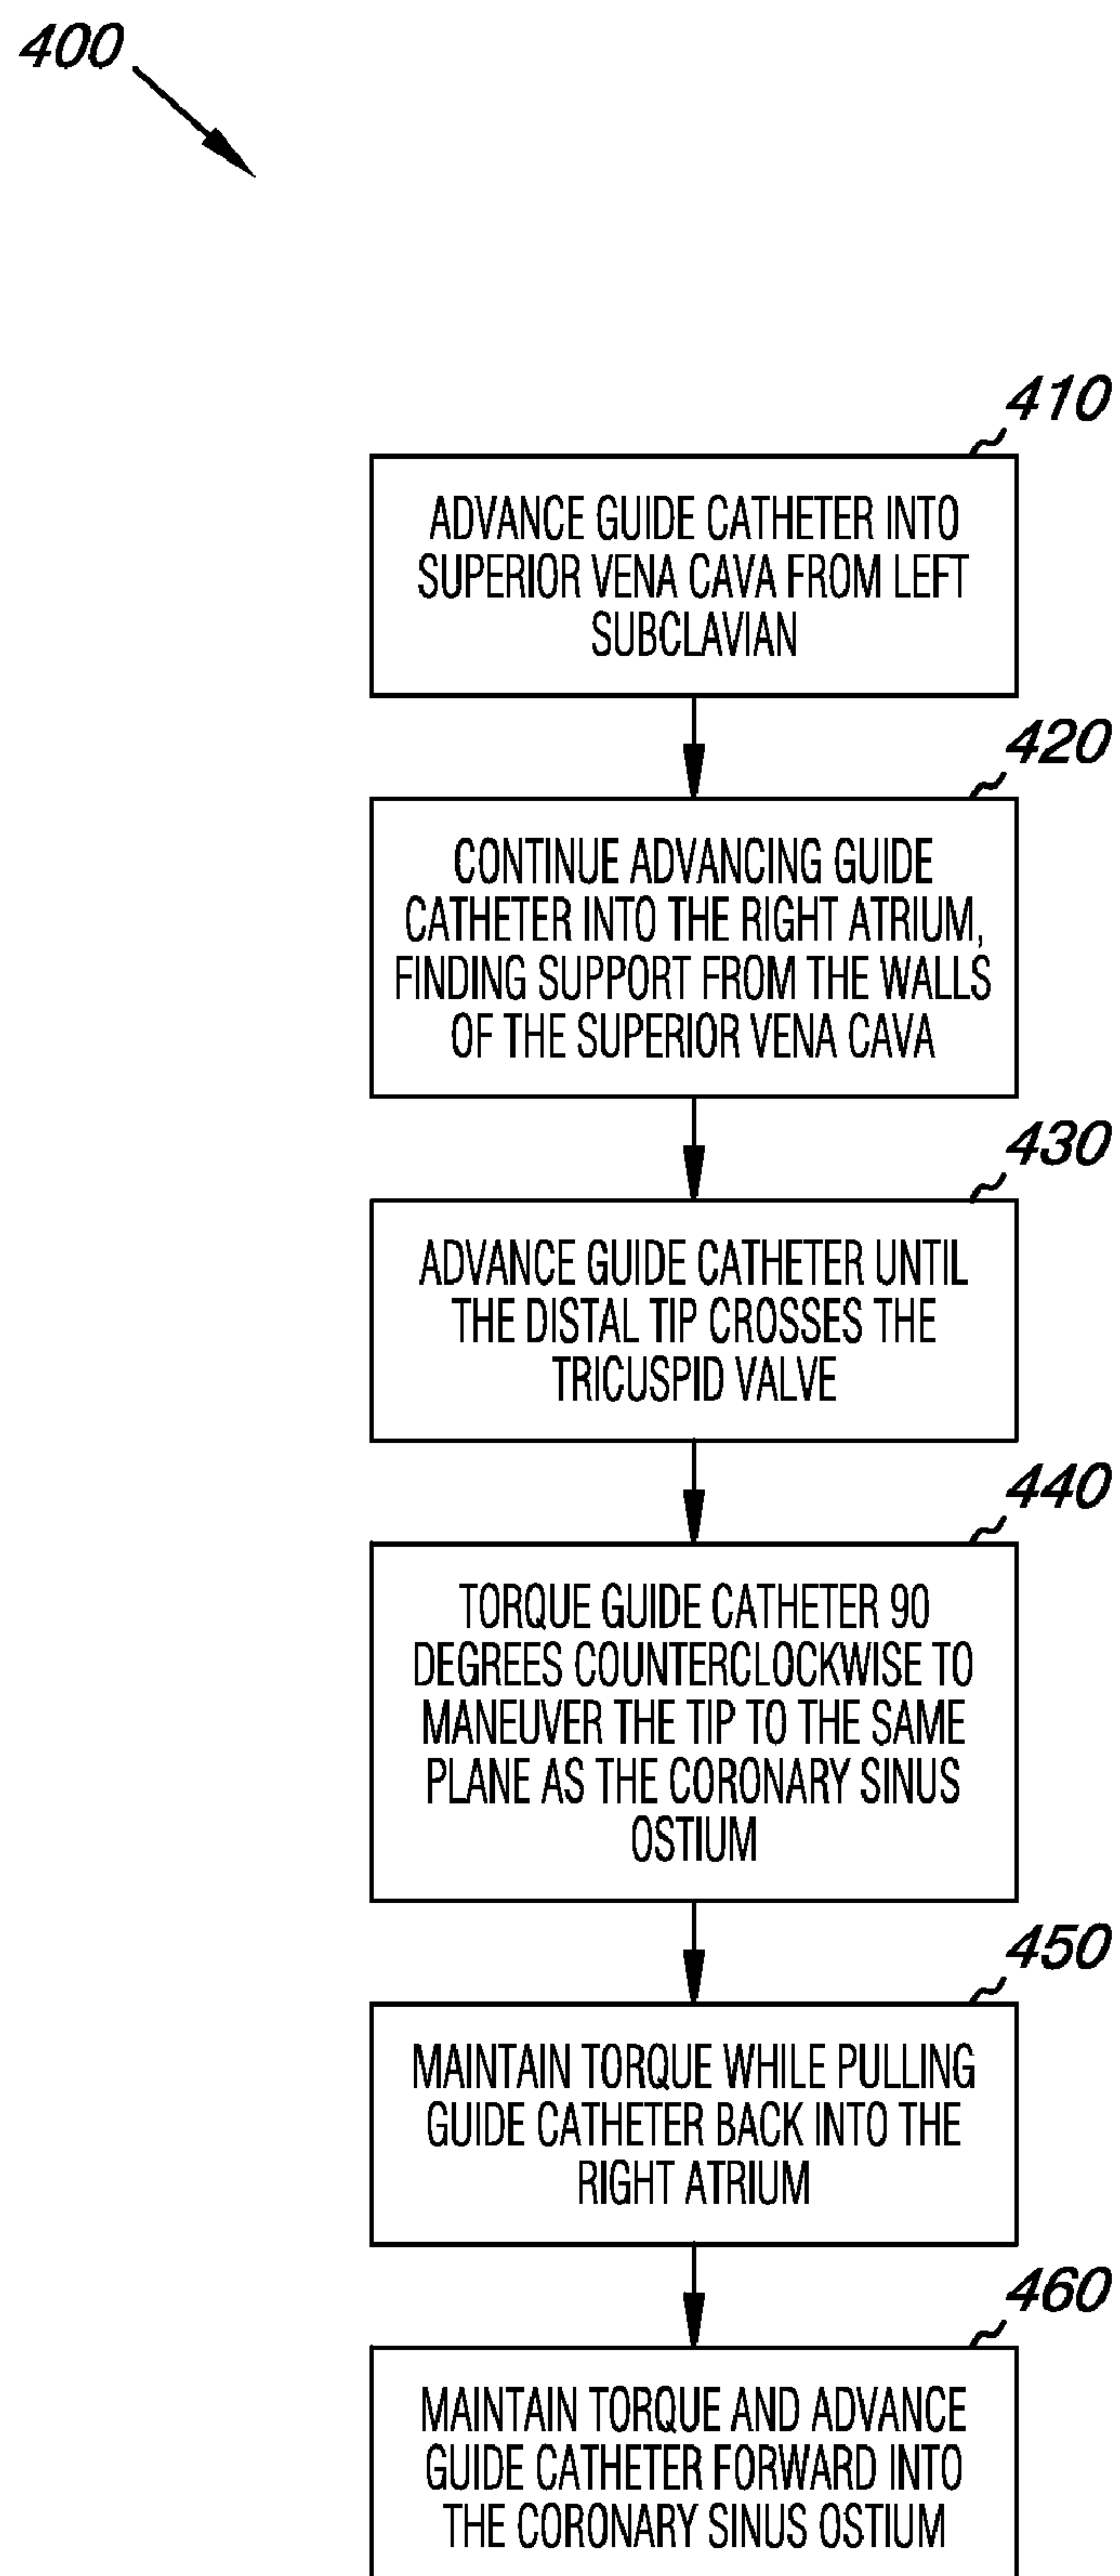 400
410
ADVANCE GUIDE CATHETER INTO
SUPERIOR VENA CAVA FROM LEFT
SUBCLAVIAN
420
CONTINUE ADVANCING GUIDE
CATHETER INTO THE RIGHT ATRIUM,
FINDING SUPPORT FROM THE WALLS
OF THE SUPERIOR VENA CAVA
430
ADVANCE GUIDE CATHETER UNTIL
THE DISTAL TIP CROSSES THE
TRICUSPID VALVE
440
TORQUE GUIDE CATHETER 90
DEGREES COUNTERCLOCKWISE TO
MANEUVER THE TIP TO THE SAME
PLANE AS THE CORONARY SINUS
OSTIUM
450
MAINTAIN TORQUE WHILE PULLING
GUIDE CATHETER BACK INTO THE
RIGHT ATRIUM
460
MAINTAIN TORQUE AND ADVANCE
GUIDE CATHETER FORWARD INTO
THE CORONARY SINUS OSTIUM